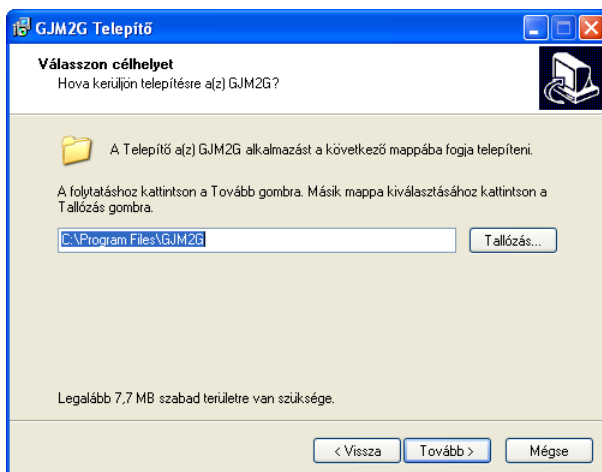 GJM2G Telepítő
Válasszon célhelyet
Hova kerüljön telepítésre a(z) GJM2G?
A Telepítő a(z) GJM2G alkalmazást a következő mappába fogja telepíteni.
A folytatáshoz kattintson a Tovább gombra. Másik mappa kiválasztásához kattintson a
Tallózás gombra.
C:\Program Files\GJM2G
Tallózás...
Legalább 7,7 MB szabad területre van szüksége.
< Vissza
Tovább >
Mégse